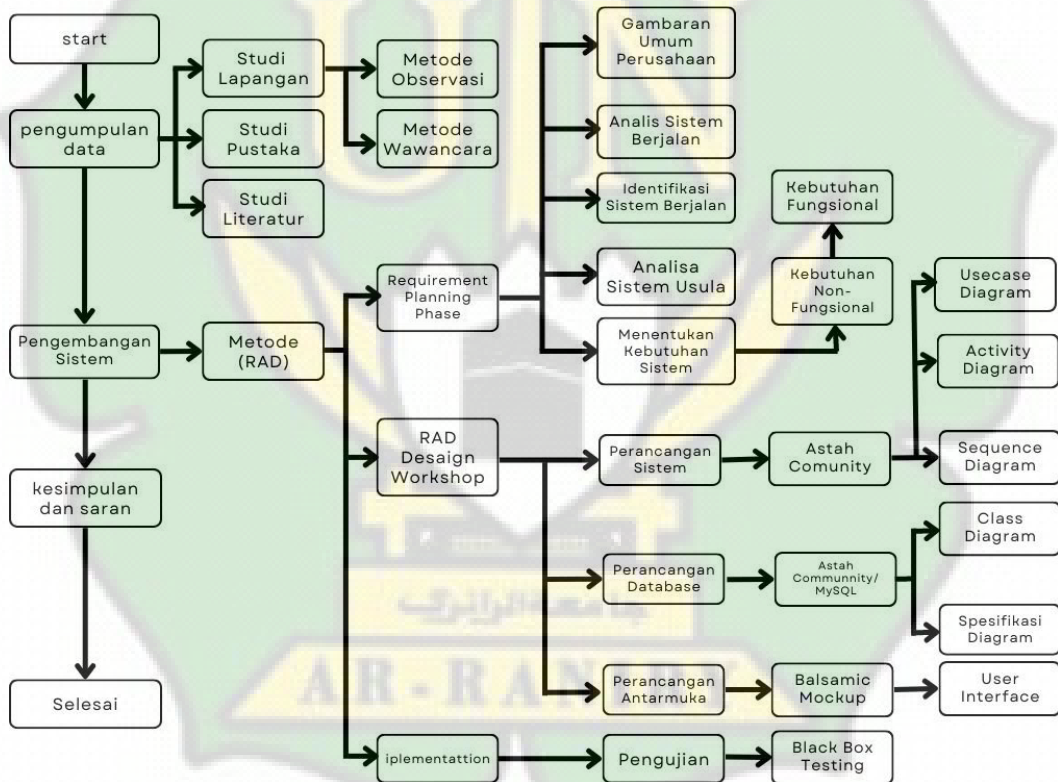 start
pengumpulan
data
Pengembangan
Sistem
kesimpulan
dan saran
Selesai
Studi
Lapangan
Studi
Pustaka
Studi
Literatur
Metode
Observasi
Metode
Wawancara
Metode
(RAD)
Requirement
Planning
Phase
Gambaran
Umum
Perusahaan
Analis Sistem
Berjalan
Identifikasi
Sistem Berjalan
Analisa
Sistem Usula
Menentukan
Kebutuhan
Sistem
Kebutuhan
Fungsional
Kebutuhan
Non-
Fungsional
RAD
Desaign
Workshop
Perancangan
Sistem
Astah
Comunity
Usecase
Diagram
Activity
Diagram
Sequence
Diagram
Perancangan
Database
Astah
Communnity/
MySQL
Class
Diagram
Spesifikasi
Diagram
Perancangan
Antarmuka
Balsamic
Mockup
User
Interface
iplementattion
Pengujian
Black Box
Testing
UIN
جامعة الرانري
AR-RANIRY